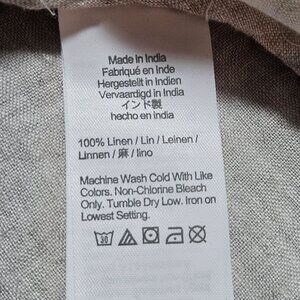 Made in India
Fabriqué en Inde
Hergestellt in Indien
Vervaardigd in India
インド製
hecho en india
100% Linen / Lin / Leinen /
Linnen / 麻 / lino
Machine Wash Cold With Like
Colors. Non-Chlorine Bleach
Only. Tumble Dry Low. Iron on
Lowest Setting.
30